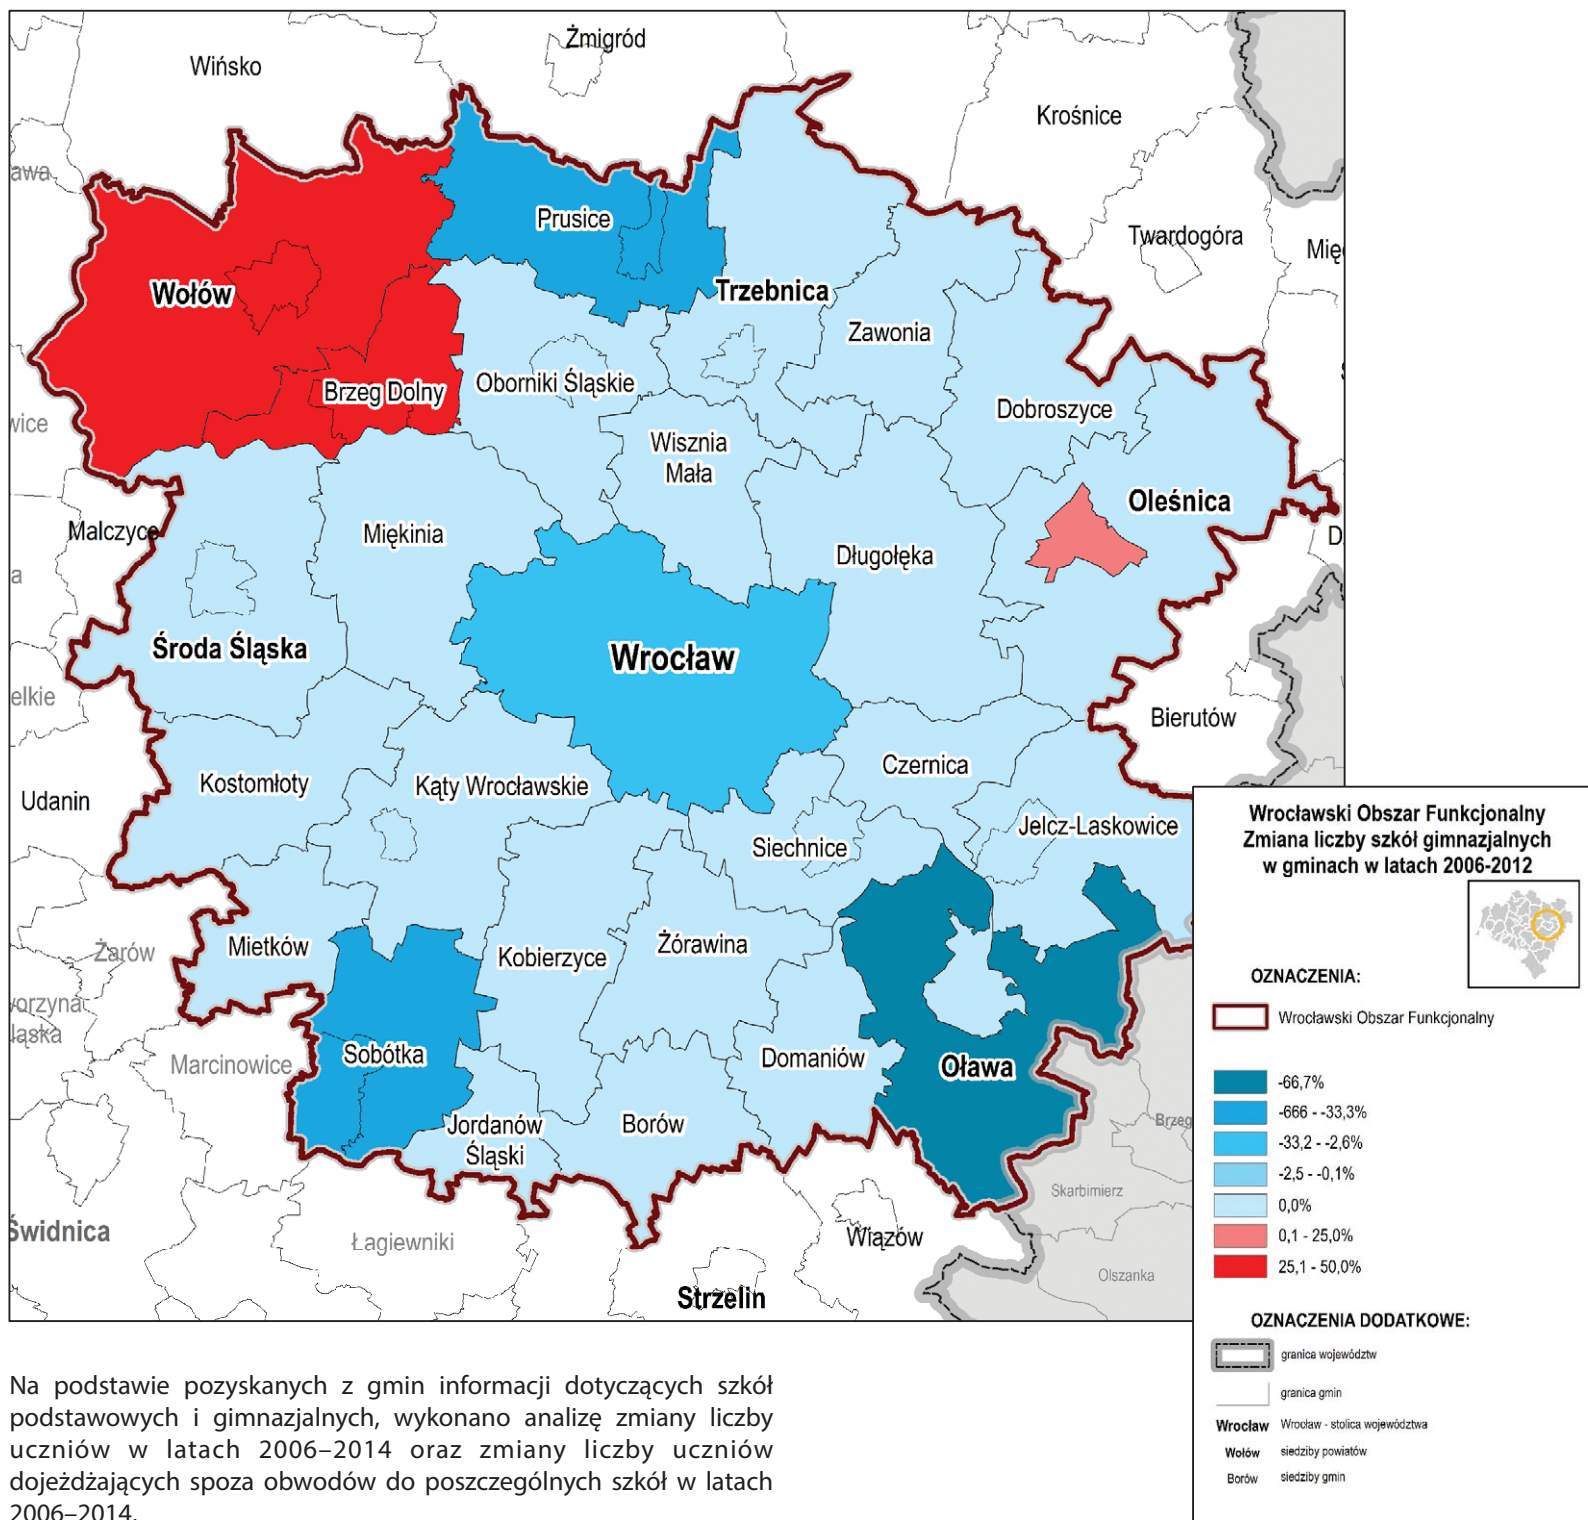 Wińsko
Żmigród
Krośnice
awa
Prusice
Twardogóra
Wołów
Trzebnica
Zawonia
Brzeg Dolny
Oborniki Śląskie
Dobroszyce
wice
Wisznia
Mała
Oleśnica
Malczyce
Miękinia
Długołęka
D
a
Środa Śląska
Wrocław
elkie
Bierutów
Czernica
Kostomłoty
Kąty Wrocławskie
Udanin
Jelcz-Laskowice
Siechnice
Żarów
Mietków
Kobierzyce
Żórawina
orzyna
ląska
Marcinowice
Sobótka
Domaniów
Oława
Jordanów
Śląski
Borów
Brzeg
Skarbimierz
Świdnica
Łagiewniki
Wiązów
Olszanka
Strzelin
Wrocławski Obszar Funkcjonalny
Zmiana liczby szkół gimnazjalnych
w gminach w latach 2006-2012
OZNACZENIA:
Wrocławski Obszar Funkcjonalny
-66,7%
-666 - -33,3%
-33,2 - -2,6%
-2,5 - -0,1%
0,0%
0,1 - 25,0%
25,1 - 50,0%
OZNACZENIA DODATKOWE:
granica województw
granica gmin
Wrocław Wrocław - stolica województwa
Wołów siedziby powiatów
Borów siedziby gmin
Na podstawie pozyskanych z gmin informacji dotyczących szkół
podstawowych i gimnazjalnych, wykonano analizę zmiany liczby
uczniów w latach 2006–2014 oraz zmiany liczby uczniów
dojeżdżających spoza obwodów do poszczególnych szkół w latach
2006–2014.